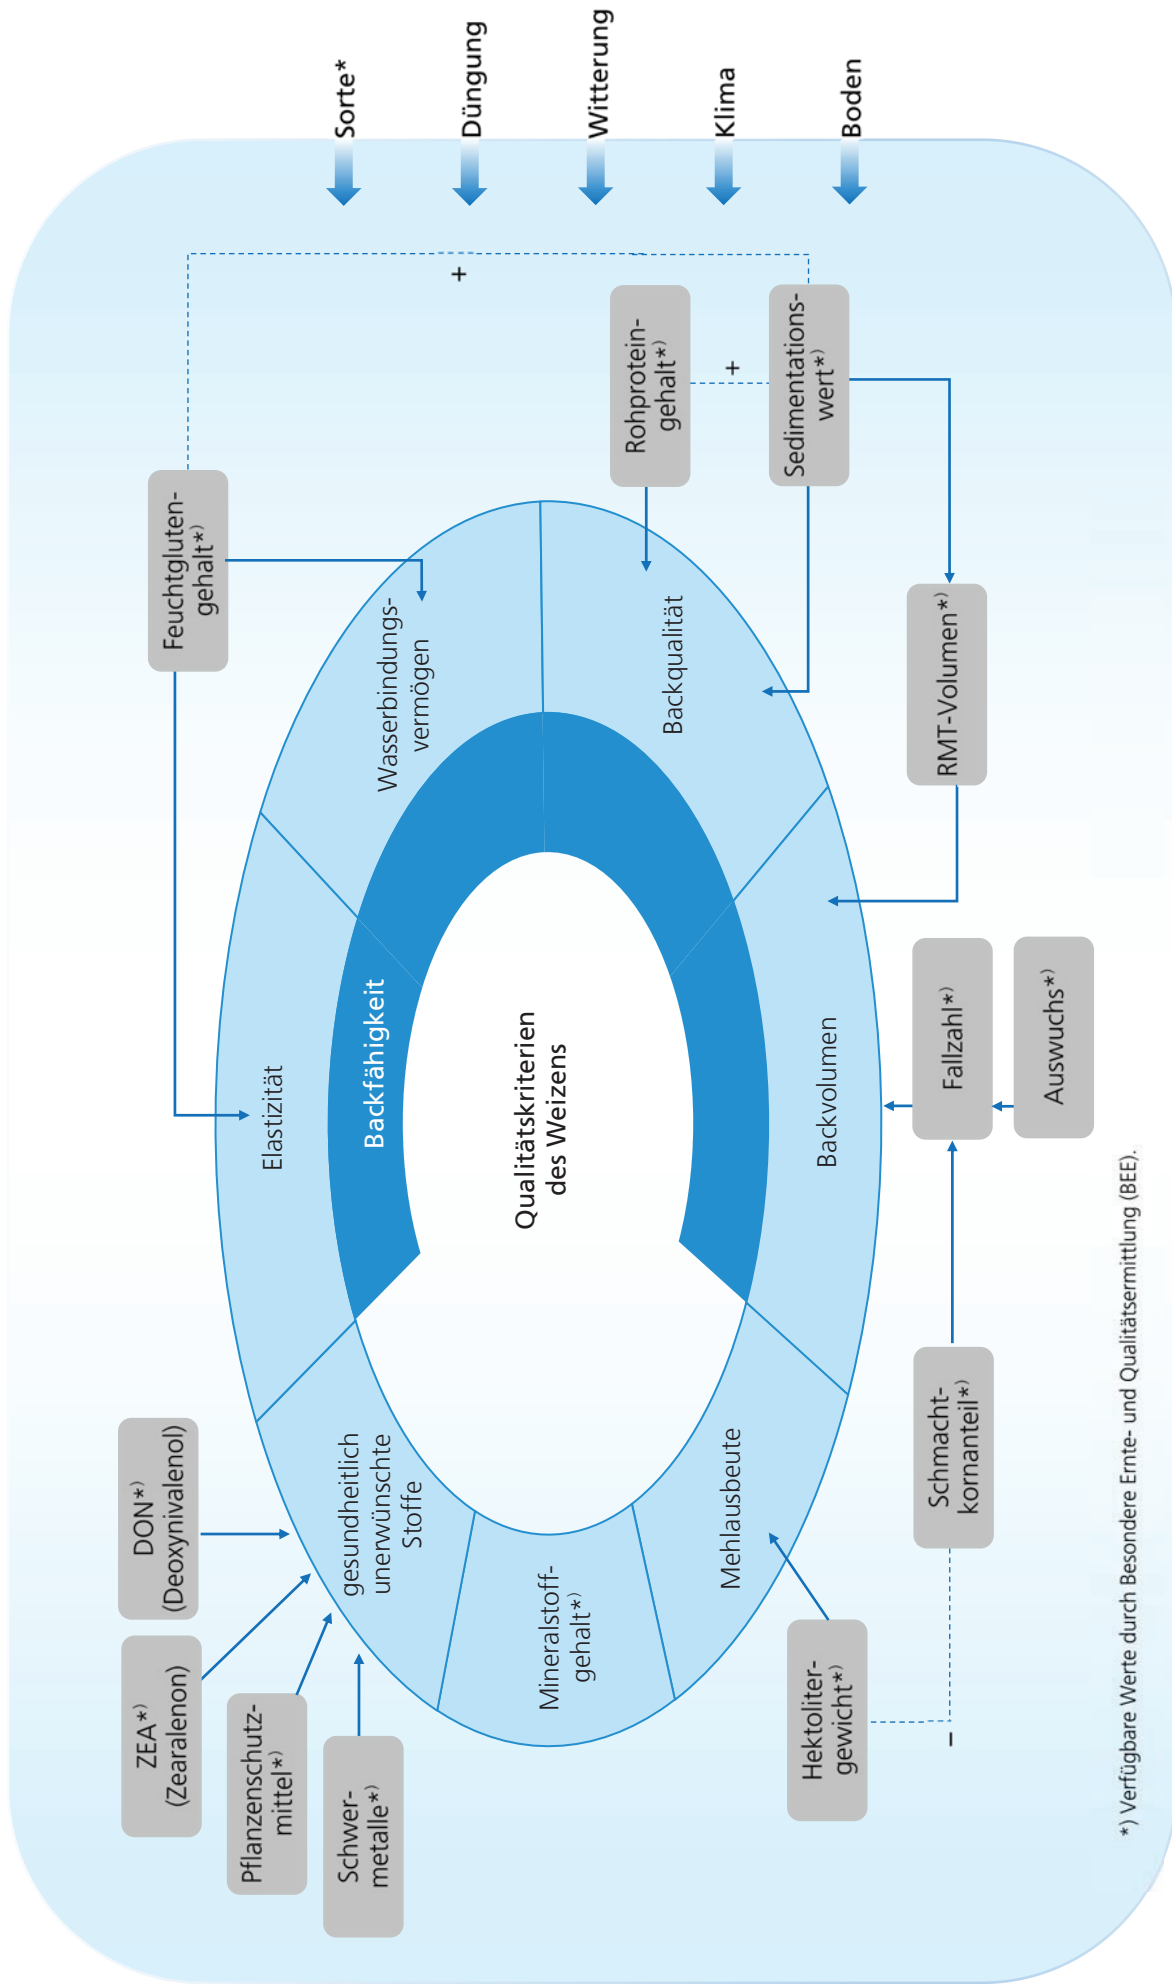 Sorte*
Düngung
Witterung
Klima
Boden
DON*)
(Deoxynivalenol)
ZEA*)
(Zearalenon)
Pflanzenschutz-
mittel*)
Schwer-
metalle*)
Feuchtgluten-
gehalt*)
+
Rohprotein-
gehalt*)
+
Sedimentations-
wert*)
RMT-Volumen*)
Fallzahl*)
Auswuchs*)
Schmacht-
kornanteil*)
–
Hektoliter-
gewicht*)
gesundheitlich
unerwünschte
Stoffe
Elastizität
Wasserbindungs-
vermögen
Backqualität
Backvolumen
Mehlausbeute
Mineralstoff-
gehalt*)
Backfähigkeit
Qualitätskriterien
des Weizens
*) Verfügbare Werte durch Besondere Ernte- und Qualitätsermittlung (BEE).